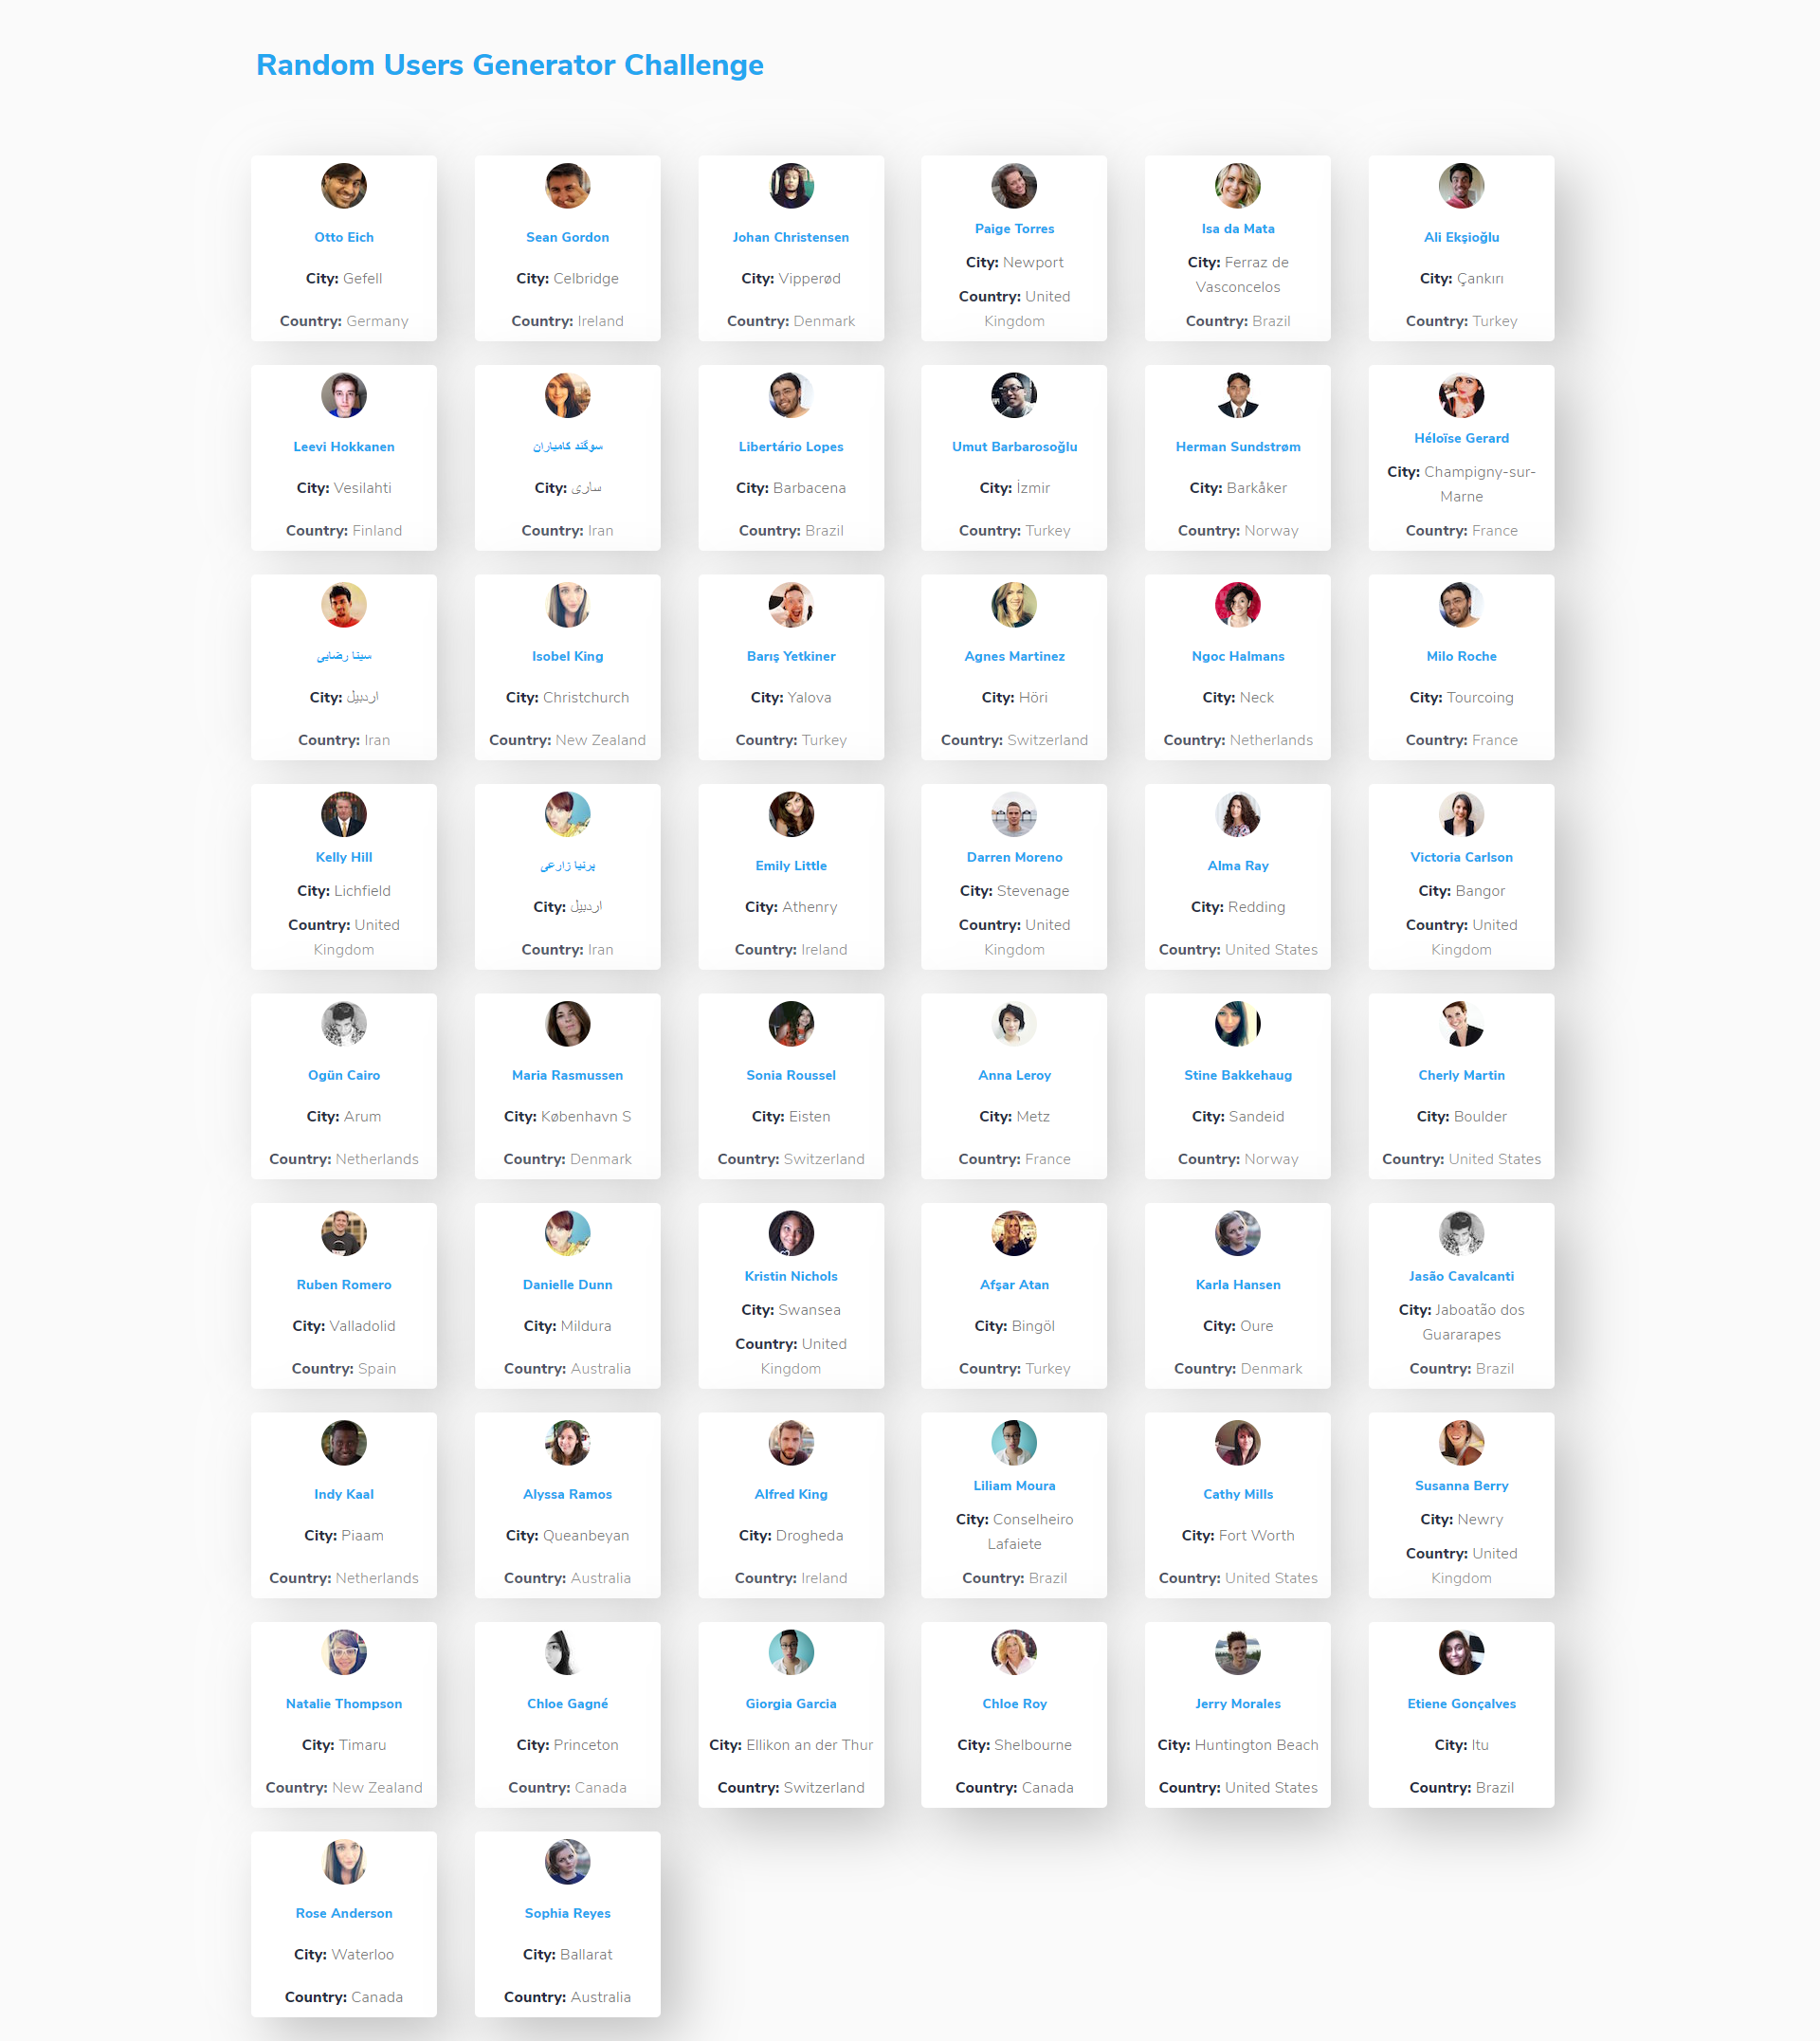 Random Users Generator Challenge
Otto Eich
City: Gefell
Country: Germany
Sean Gordon
City: Celbridge
Country: Ireland
Johan Christensen
City: Vipperød
Country: Denmark
Paige Torres
City: Newport
Country: United
Kingdom
Isa da Mata
City: Ferraz de
Vasconcelos
Country: Brazil
Ali Ekşioğlu
City: Çankırı
Country: Turkey
Leevi Hokkanen
City: Vesilahti
Country: Finland
سوگند کامیاران
City: ساری
Country: Iran
Libertário Lopes
City: Barbacena
Country: Brazil
Umut Barbarosoğlu
City: İzmir
Country: Turkey
Herman Sundstrøm
City: Barkåker
Country: Norway
Héloïse Gerard
City: Champigny-sur-
Marne
Country: France
سینا رضایی
City: اردبیل
Country: Iran
Isobel King
City: Christchurch
Country: New Zealand
Barış Yetkiner
City: Yalova
Country: Turkey
Agnes Martinez
City: Höri
Country: Switzerland
Ngoc Halmans
City: Neck
Country: Netherlands
Milo Roche
City: Tourcoing
Country: France
Kelly Hill
City: Lichfield
Country: United
Kingdom
پرنیا زارعی
City: اردبیل
Country: Iran
Emily Little
City: Athenry
Country: Ireland
Darren Moreno
City: Stevenage
Country: United
Kingdom
Alma Ray
City: Redding
Country: United States
Victoria Carlson
City: Bangor
Country: United
Kingdom
Ogün Cairo
City: Arum
Country: Netherlands
Maria Rasmussen
City: København S
Country: Denmark
Sonia Roussel
City: Eisten
Country: Switzerland
Anna Leroy
City: Metz
Country: France
Stine Bakkehaug
City: Sandeid
Country: Norway
Cherly Martin
City: Boulder
Country: United States
Ruben Romero
City: Valladolid
Country: Spain
Danielle Dunn
City: Mildura
Country: Australia
Kristin Nichols
City: Swansea
Country: United
Kingdom
Afşar Atan
City: Bingöl
Country: Turkey
Karla Hansen
City: Oure
Country: Denmark
Jasão Cavalcanti
City: Jaboatão dos
Guararapes
Country: Brazil
Indy Kaal
City: Piaam
Country: Netherlands
Alyssa Ramos
City: Queanbeyan
Country: Australia
Alfred King
City: Drogheda
Country: Ireland
Liliam Moura
City: Conselheiro
Lafaiete
Country: Brazil
Cathy Mills
City: Fort Worth
Country: United States
Susanna Berry
City: Newry
Country: United
Kingdom
Natalie Thompson
City: Timaru
Country: New Zealand
Chloe Gagné
City: Princeton
Country: Canada
Giorgia Garcia
City: Ellikon an der Thur
Country: Switzerland
Chloe Roy
City: Shelbourne
Country: Canada
Jerry Morales
City: Huntington Beach
Country: United States
Etiene Gonçalves
City: Itu
Country: Brazil
Rose Anderson
City: Waterloo
Country: Canada
Sophia Reyes
City: Ballarat
Country: Australia